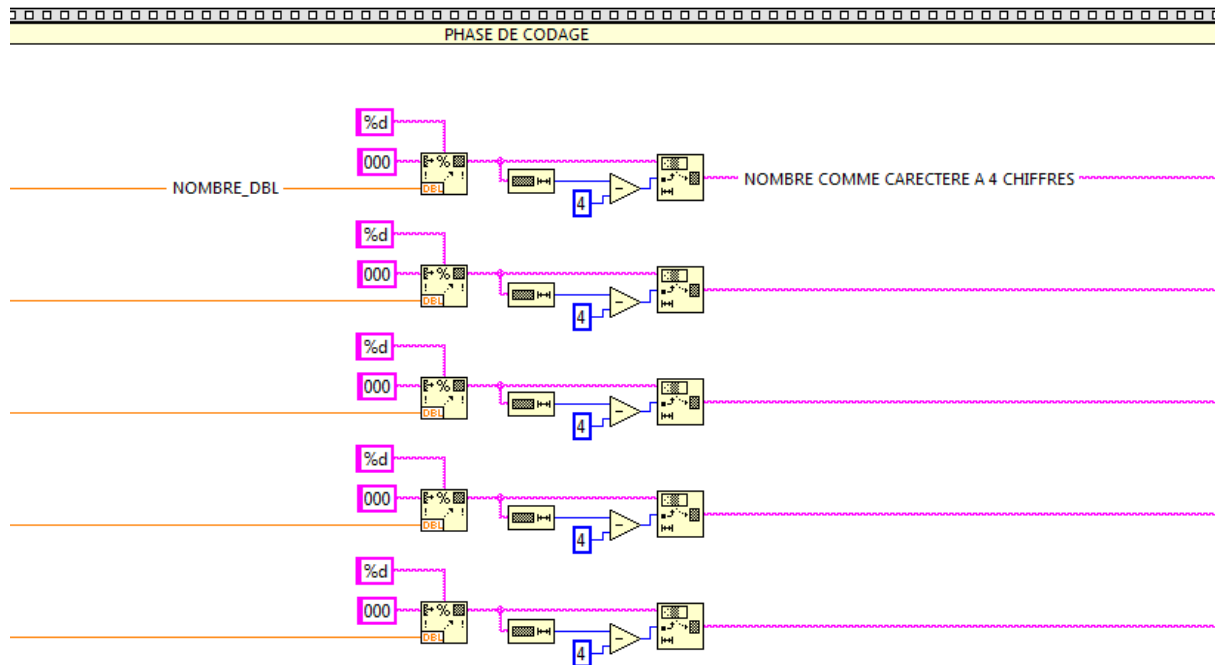 PHASE DE CODAGE
%d
000
DBL
NOMBRE_DBL
4
NOMBRE COMME CARECTERE A 4 CHIFFRES
%d
000
DBL
4
%d
000
DBL
4
%d
000
DBL
4
%d
000
DBL
4